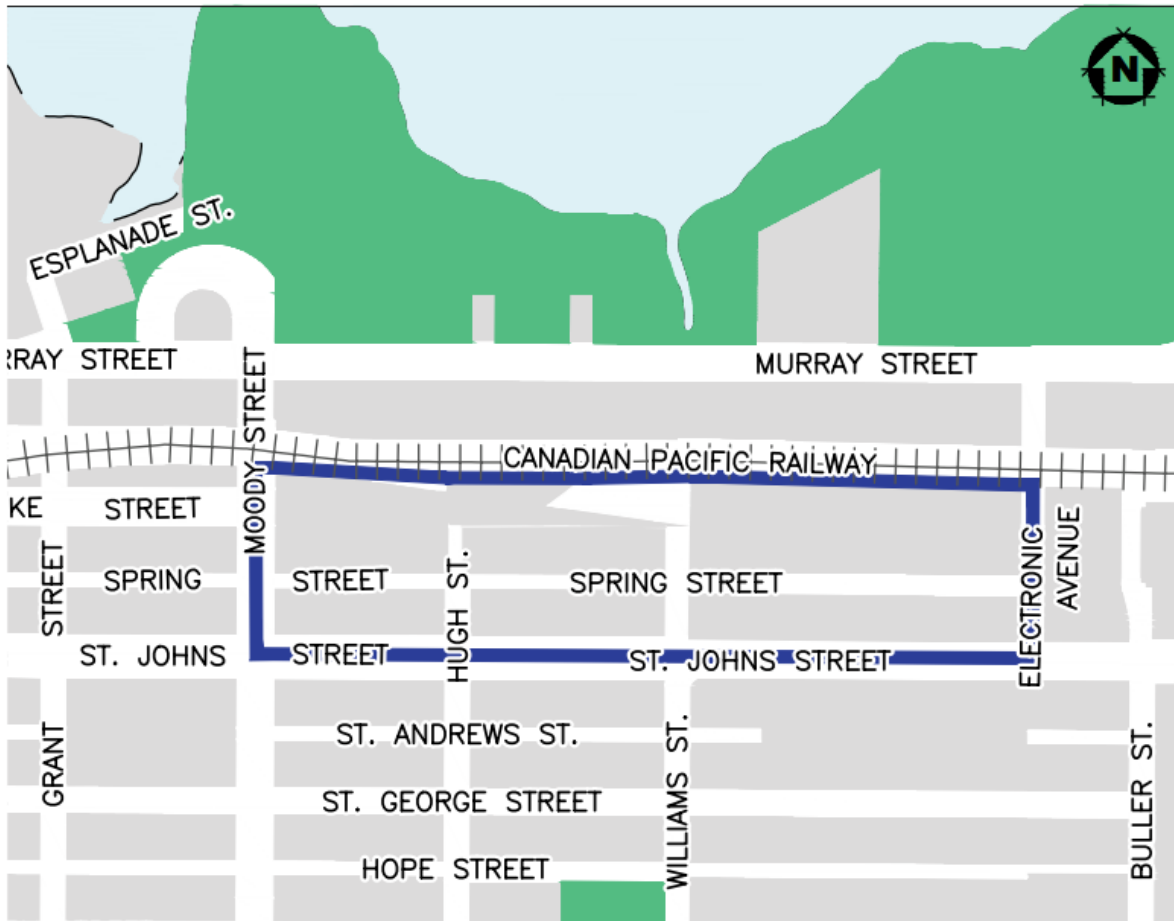 N
ESPLANADE ST.
RRAY STREET
MURRAY STREET
MOODY STREET
CANADIAN PACIFIC RAILWAY
KE STREET
SPRING STREET
SPRING STREET
HUGH ST.
ELECTRONIC
AVENUE
ST. JOHNS STREET
ST. JOHNS STREET
GRANT STREET
ST. ANDREWS ST.
WILLIAMS ST.
BULLER ST.
ST. GEORGE STREET
HOPE STREET